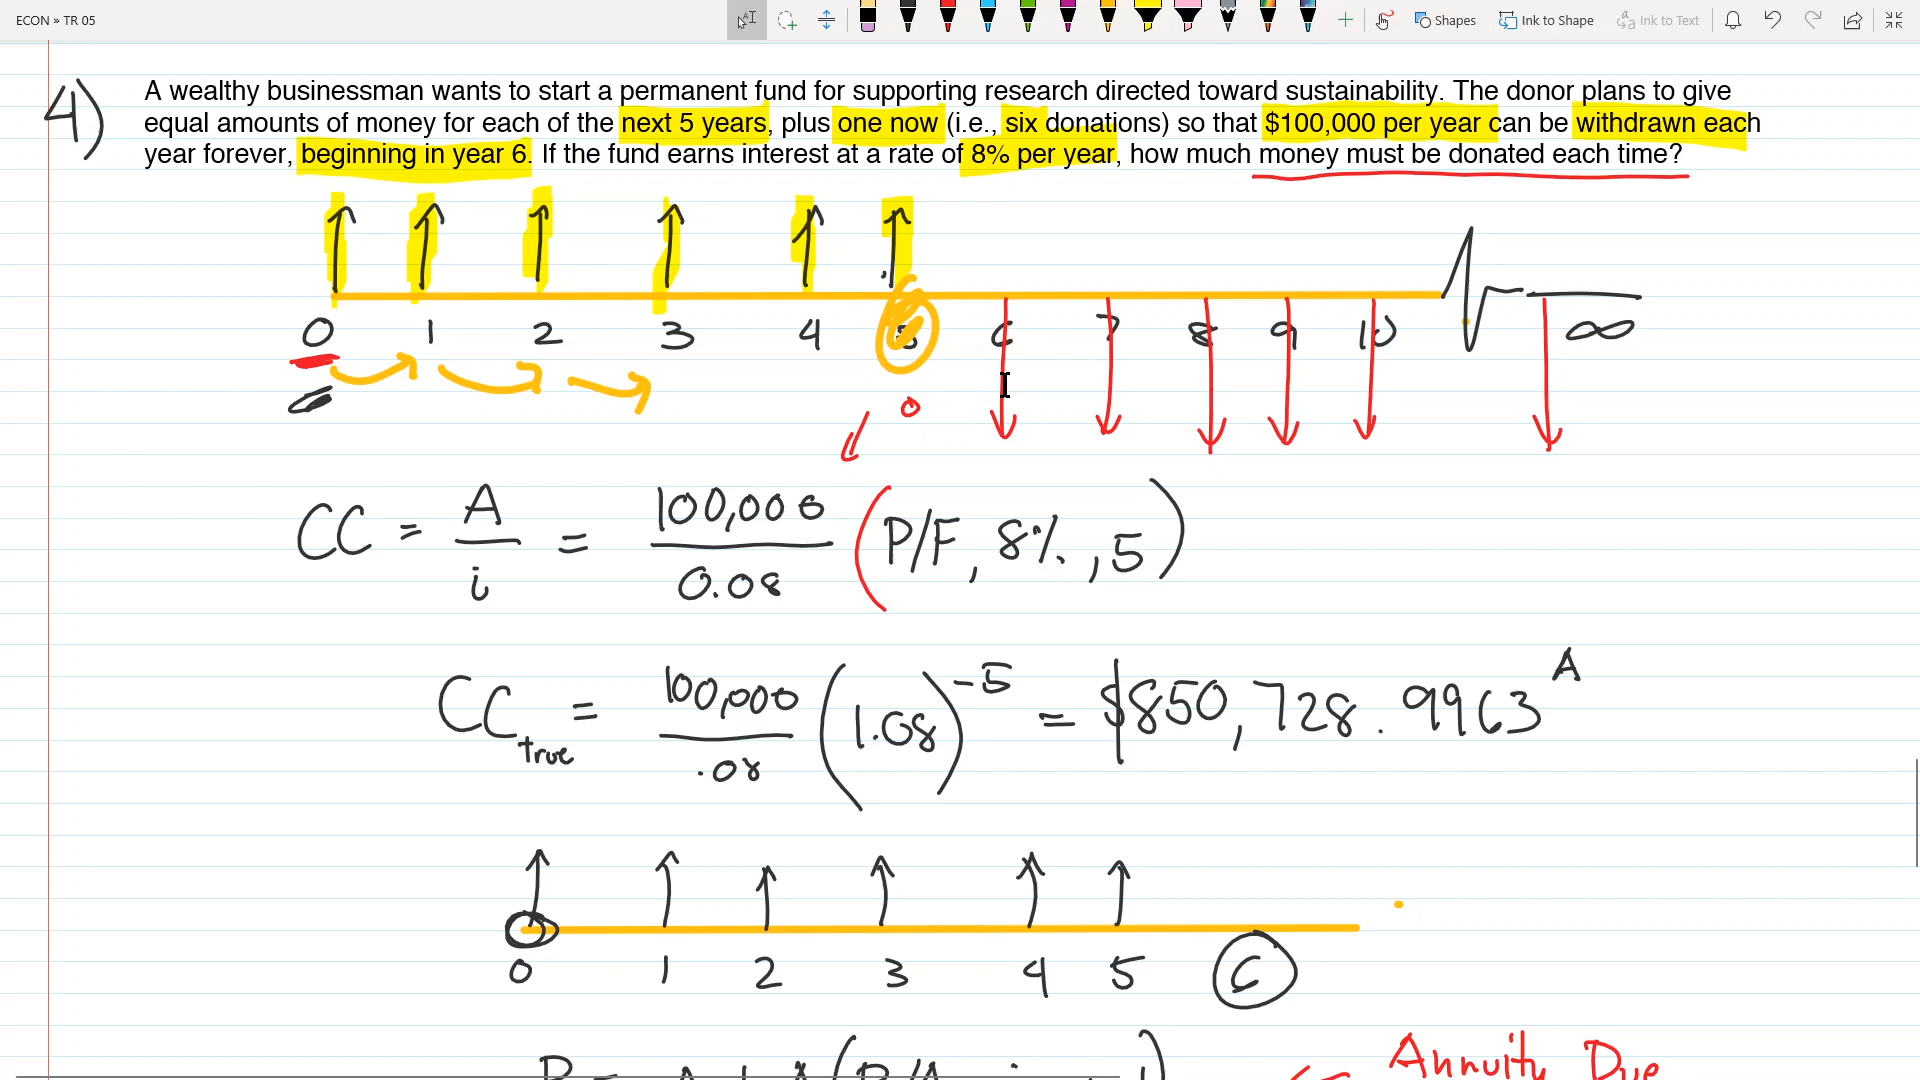 ECON » TR 05
Shapes
Ink to Shape
Ink to Text
4)
A wealthy businessman wants to start a permanent fund for supporting research directed toward sustainability. The donor plans to give
equal amounts of money for each of the next 5 years, plus one now (i.e., six donations) so that $100,000 per year can be withdrawn each
year forever, beginning in year 6. If the fund earns interest at a rate of 8% per year, how much money must be donated each time?
0 1 2 3 4 5 6 7 8 9 10 ∞
0
CC = A/i = 100,000/0.08 (P/F, 8%, 5)
CC true = 100,000/.08 (1.08)^-5 = $850,728.9963 A
0 1 2 3 4 5 6
Annuity Due